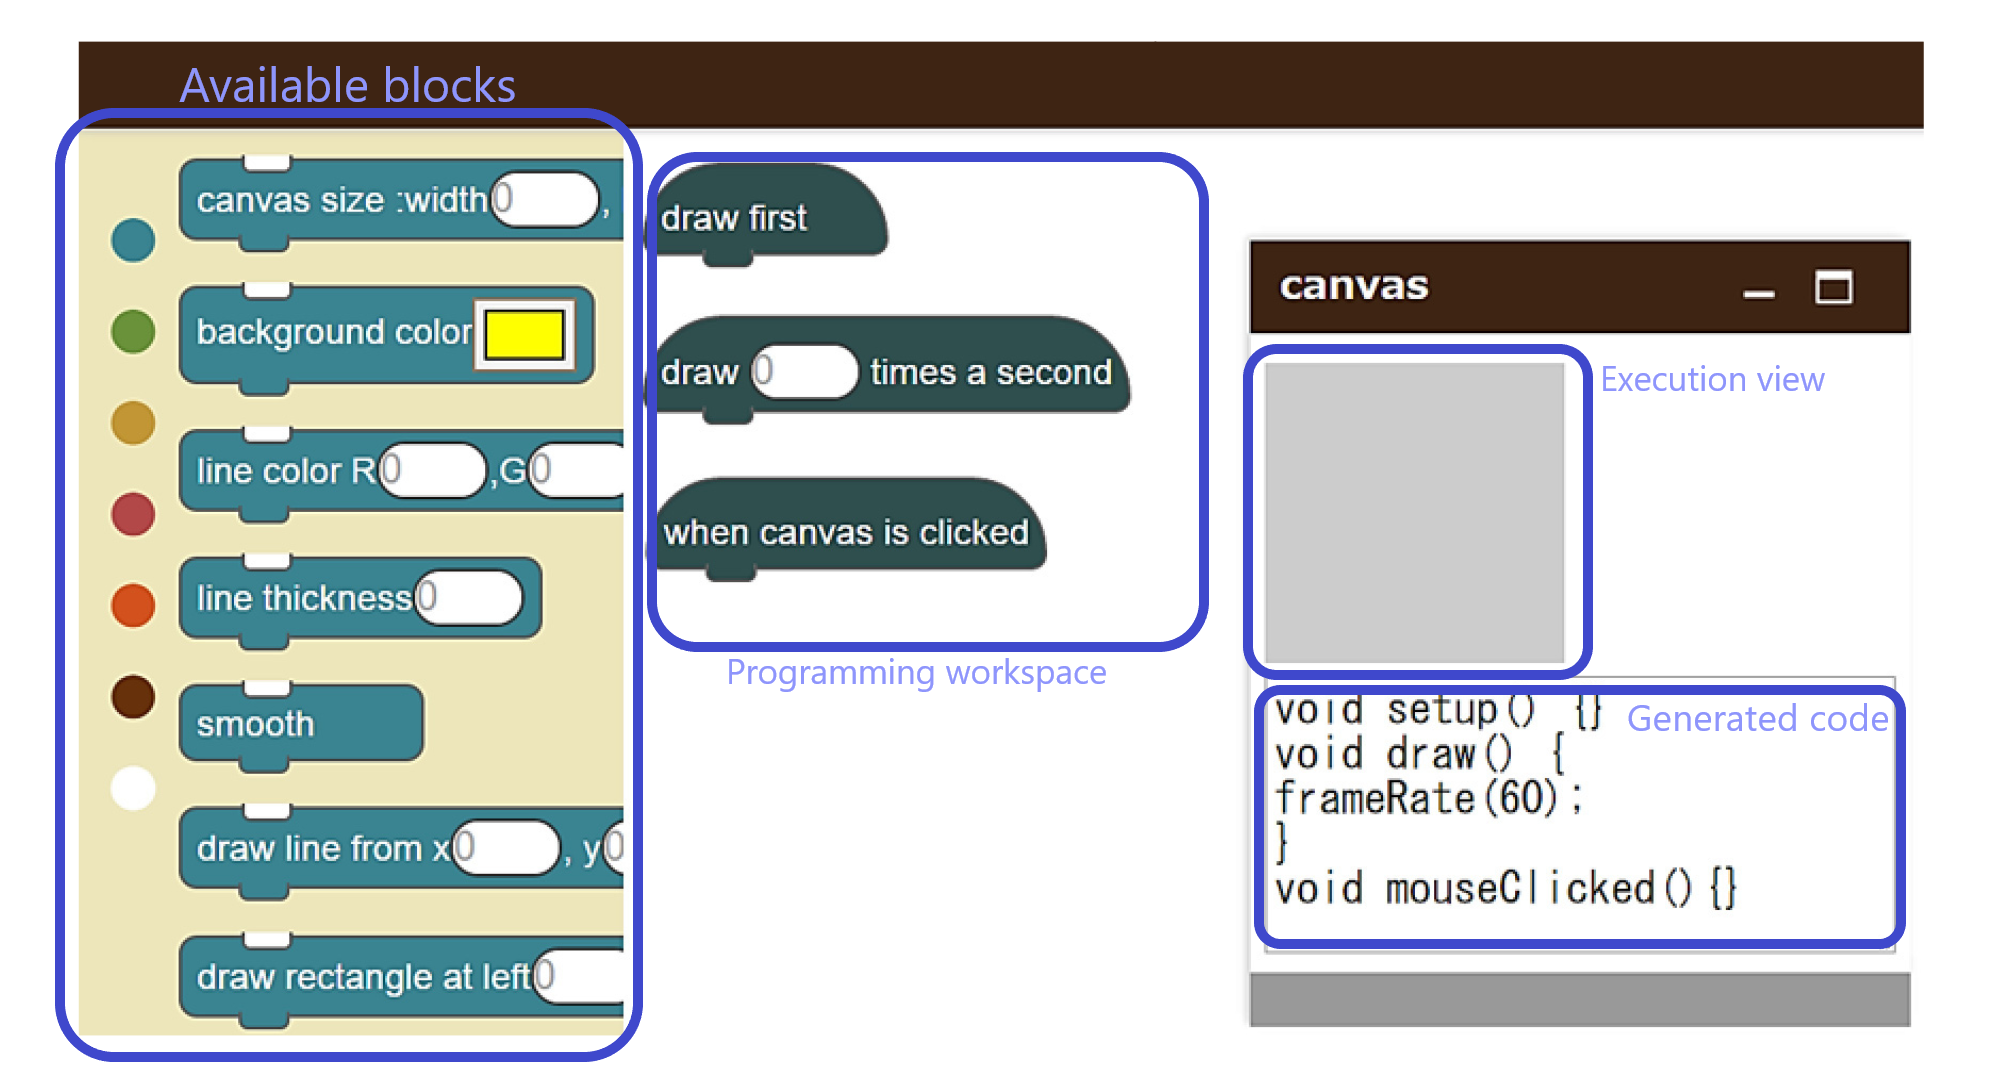 Available blocks
canvas size :width 0 ,
background color
line color R 0 ,G 0
line thickness 0
smooth
draw line from x 0 , y 0
draw rectangle at left 0
draw first
draw 0 times a second
when canvas is clicked
Programming workspace
canvas
Execution view
Generated code
void setup() {}
void draw() {
frameRate(60);
}
void mouseClicked(){}